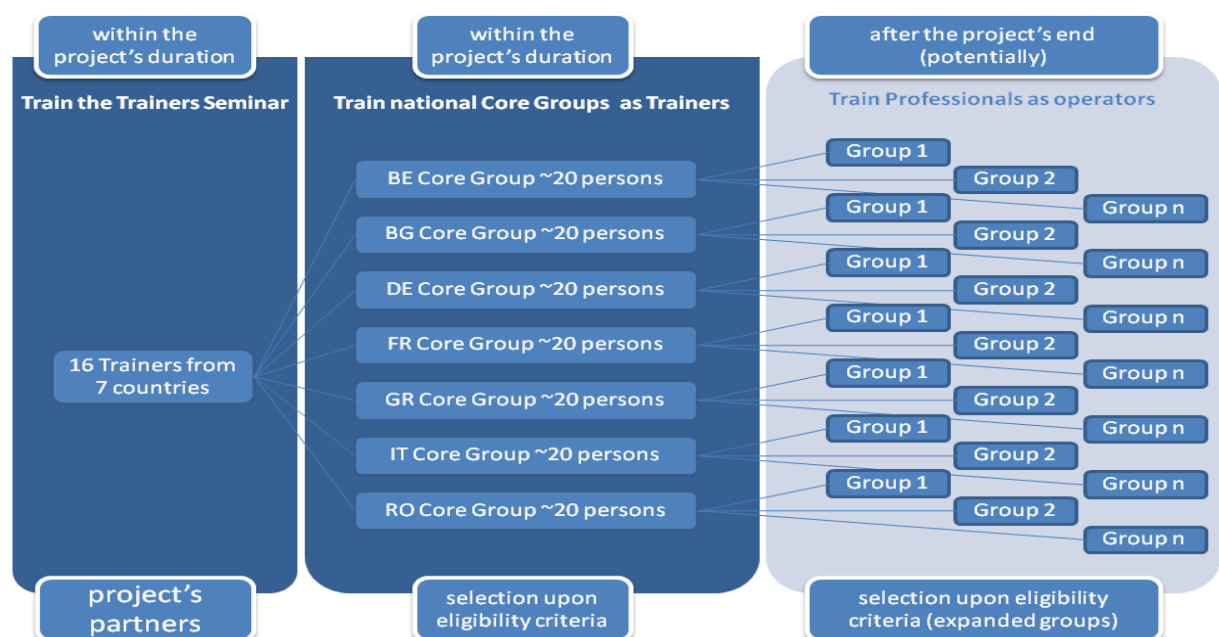 within the
project's duration
within the
project's duration
after the project's end
(potentially)
Train the Trainers Seminar
Train national Core Groups as Trainers
Train Professionals as operators
16 Trainers from
7 countries
BE Core Group ~20 persons
BG Core Group ~20 persons
DE Core Group ~20 persons
FR Core Group ~20 persons
GR Core Group ~20 persons
IT Core Group ~20 persons
RO Core Group ~20 persons
Group 1
Group 2
Group n
Group 1
Group 2
Group n
Group 1
Group 2
Group n
Group 1
Group 2
Group n
Group 1
Group 2
Group n
Group 1
Group 2
Group n
Group 1
Group 2
Group n
project's
partners
selection upon
eligibility criteria
selection upon eligibility
criteria (expanded groups)